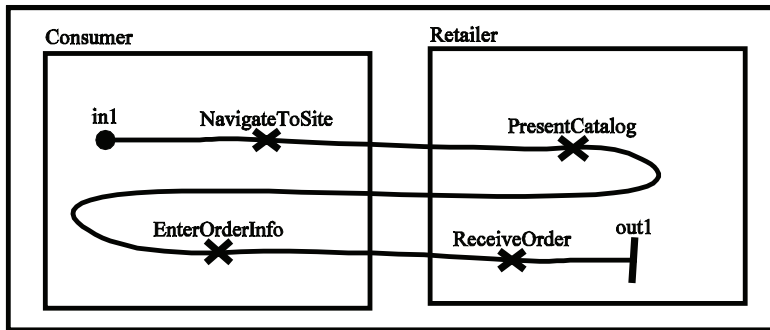 Consumer
Retailer
in1
NavigateToSite
PresentCatalog
EnterOrderInfo
ReceiveOrder
out1